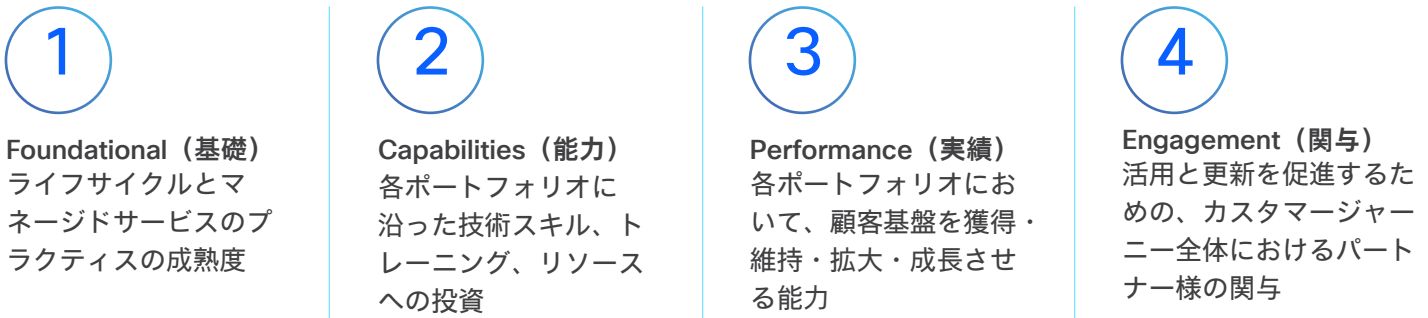 1
Foundational（基礎）
ライフサイクルとマ
ネージドサービスのプ
ラクティスの成熟度
2
Capabilities（能力）
各ポートフォリオに
沿った技術スキル、ト
レーニング、リソース
への投資
3
Performance（実績）
各ポートフォリオにお
いて、顧客基盤を獲得・
維持・拡大・成長させ
る能力
4
Engagement（関与）
活用と更新を促進するた
めの、カスタマージャー
ニー全体におけるパート
ナー様の関与